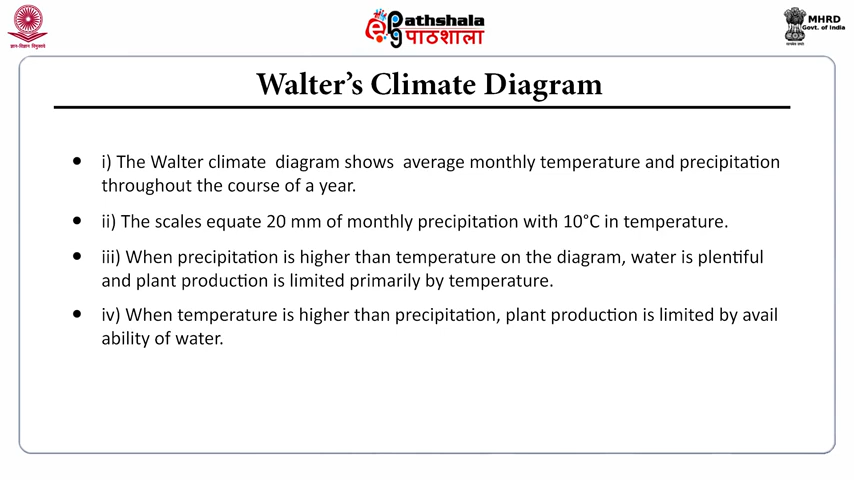 ePathshala
पाठशाला
MHRD
Govt. of India
ज्ञान-विज्ञान विमुक्तये
Walter's Climate Diagram
• i) The Walter climate diagram shows average monthly temperature and precipitation
throughout the course of a year.
• ii) The scales equate 20 mm of monthly precipitation with 10°C in temperature.
• iii) When precipitation is higher than temperature on the diagram, water is plentiful
and plant production is limited primarily by temperature.
• iv) When temperature is higher than precipitation, plant production is limited by avail
ability of water.